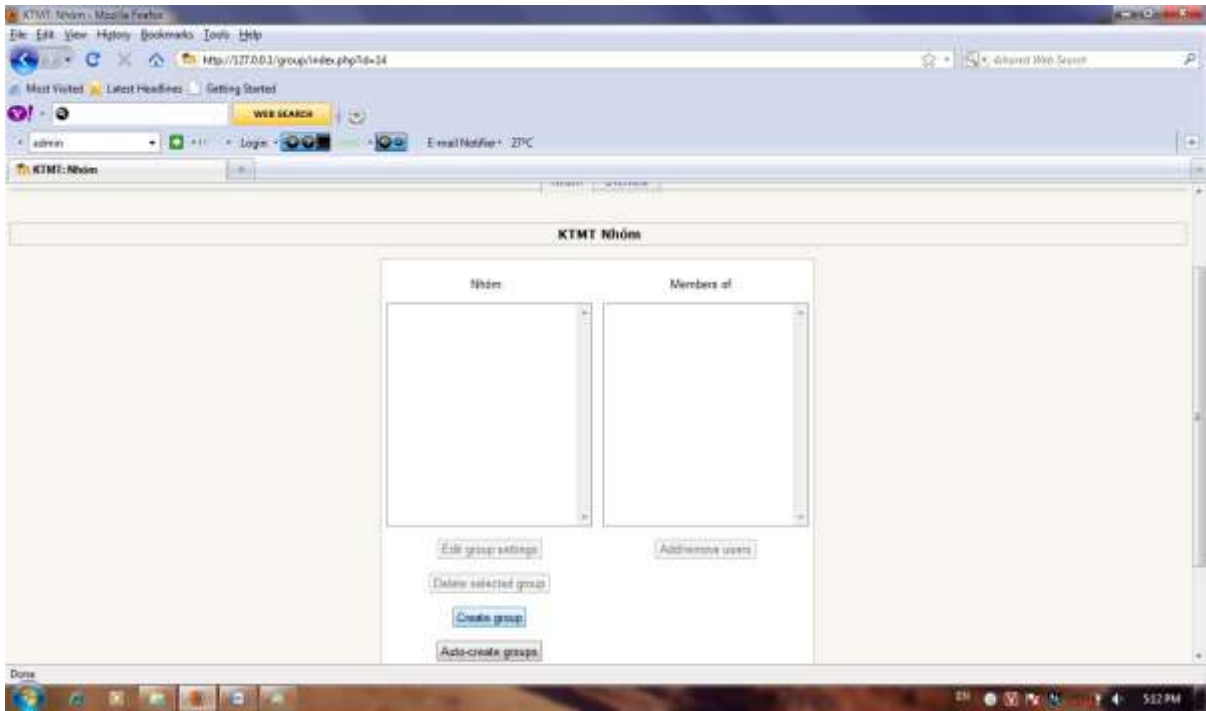 KTMT: Nhóm - Mozilla Firefox
File Edit View History Bookmarks Tools Help
http://127.0.0.1/group/index.php?id=14
Most Visited Latest Headlines Getting Started
WEB SEARCH
admin Login E-mail Notifier 27°C
KTMT: Nhóm
KTMT Nhóm
Nhóm Members of
Edit group settings Add/remove users
Delete selected group
Create group
Auto-create groups
Done
EN 5:12 PM